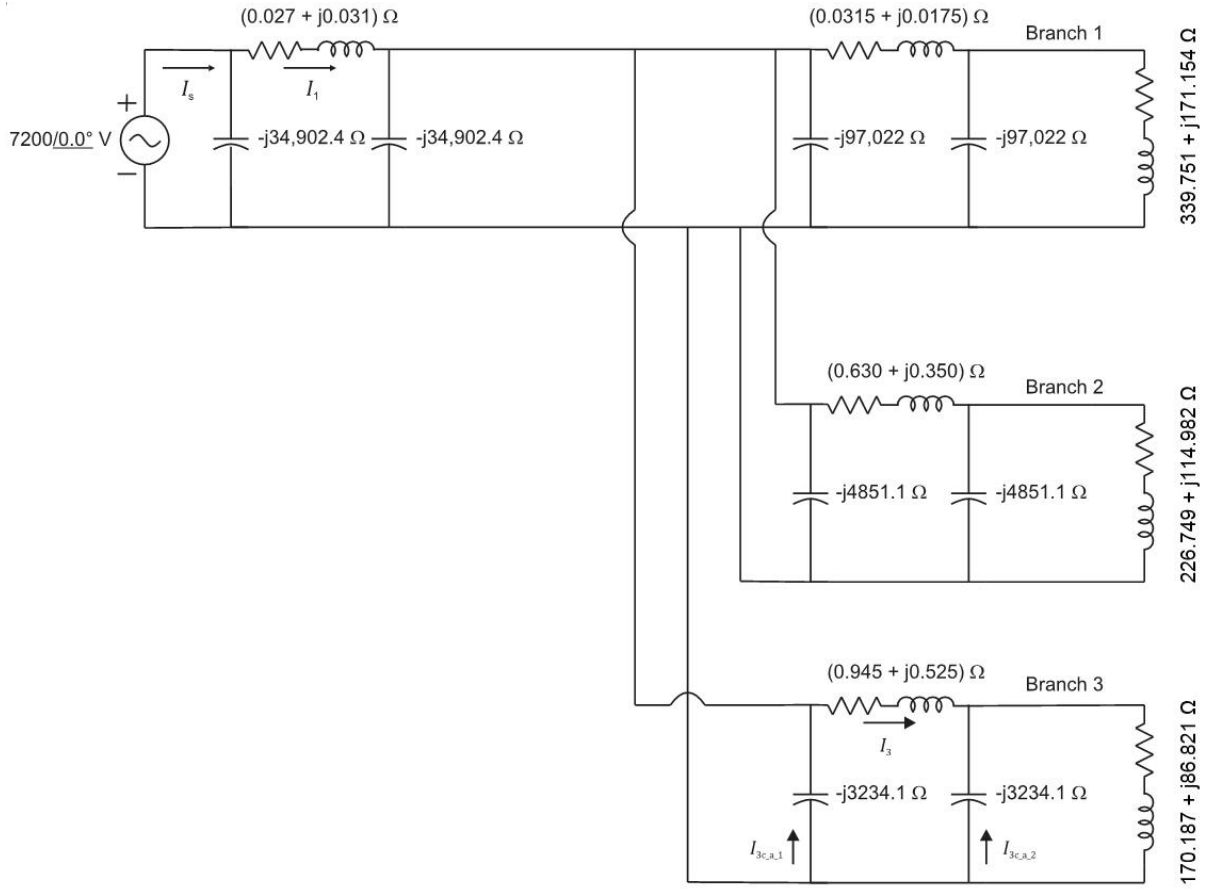 (0.027 + j0.031) Ω
(0.0315 + j0.0175) Ω
Branch 1
+
I_s
I_1
7200/0.0° V
-j34,902.4 Ω
-j34,902.4 Ω
-j97,022 Ω
-j97,022 Ω
339.751 + j171.154 Ω
−
(0.630 + j0.350) Ω
Branch 2
-j4851.1 Ω
-j4851.1 Ω
226.749 + j114.982 Ω
(0.945 + j0.525) Ω
Branch 3
I_3
-j3234.1 Ω
-j3234.1 Ω
170.187 + j86.821 Ω
I_3c_a_1
I_3c_a_2